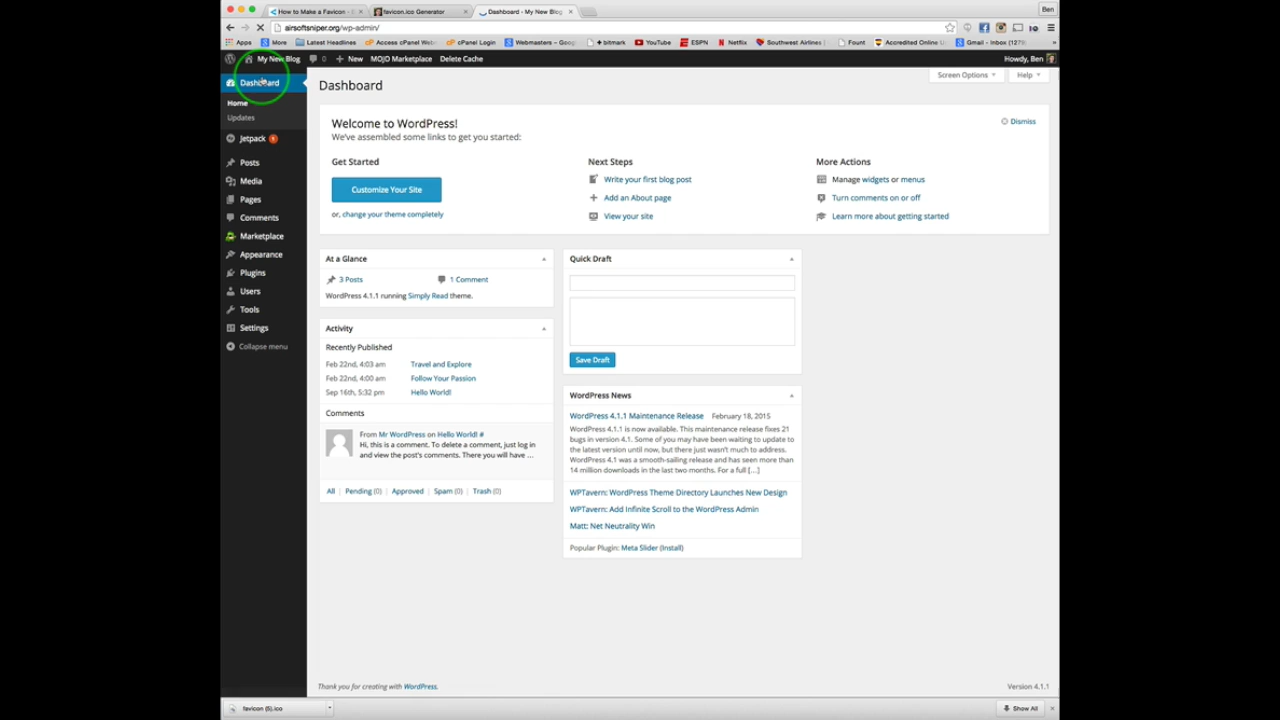 How to Make a Favicon
favicon.ico Generator
Dashboard ‹ My New Blog
Ben
airsoftsniper.org/wp-admin/
Apps
More
Latest Headlines
Access cPanel Web
cPanel Login
Webmasters – Goo
+ bitmark
YouTube
ESPN
Netflix
Southwest Airlines
Fount
Accredited Online U
Gmail - Inbox (127
My New Blog
0
New
MOJO Marketplace
Delete Cache
Howdy, Ben
Dashboard
Home
Updates
Jetpack 1
Posts
Media
Pages
Comments
Marketplace
Appearance
Plugins
Users
Tools
Settings
Collapse menu
Dashboard
Screen Options
Help
Welcome to WordPress!
We've assembled some links to get you started:
Dismiss
Get Started
Customize Your Site
or, change your theme completely
Next Steps
Write your first blog post
Add an About page
View your site
More Actions
Manage widgets or menus
Turn comments on or off
Learn more about getting started
At a Glance
3 Posts
1 Comment
WordPress 4.1.1 running Simply Read theme.
Activity
Recently Published
Feb 22nd, 4:03 am Travel and Explore
Feb 22nd, 4:00 am Follow Your Passion
Sep 16th, 5:32 pm Hello World!
Comments
From Mr WordPress on Hello World! #
Hi, this is a comment. To delete a comment, just log in
and view the post's comments. There you will have …
All | Pending (0) | Approved | Spam (0) | Trash (0)
Quick Draft
Save Draft
WordPress News
WordPress 4.1.1 Maintenance Release February 18, 2015
WordPress 4.1.1 is now available. This maintenance release fixes 21
bugs in version 4.1. Some of you may have been waiting to update to
the latest version until now, but there just wasn't much to address.
WordPress 4.1 was a smooth-sailing release and has seen more than
14 million downloads in the last two months. For a full […]
WPTavern: WordPress Theme Directory Launches New Design
WPTavern: Add Infinite Scroll to the WordPress Admin
Matt: Net Neutrality Win
Popular Plugin: Meta Slider (Install)
Thank you for creating with WordPress.
Version 4.1.1
favicon (5).ico
Show All